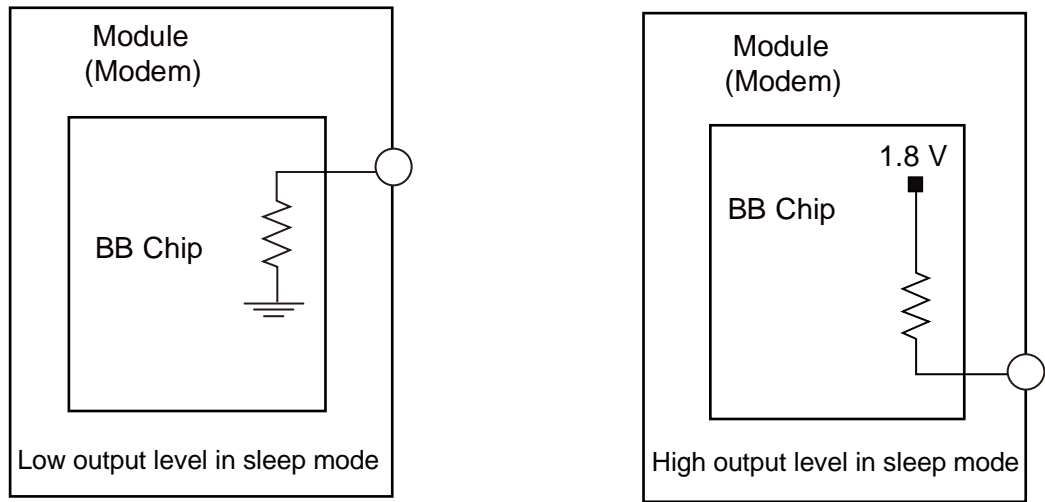 Module
(Modem)
BB Chip
Low output level in sleep mode
Module
(Modem)
1.8 V
BB Chip
High output level in sleep mode